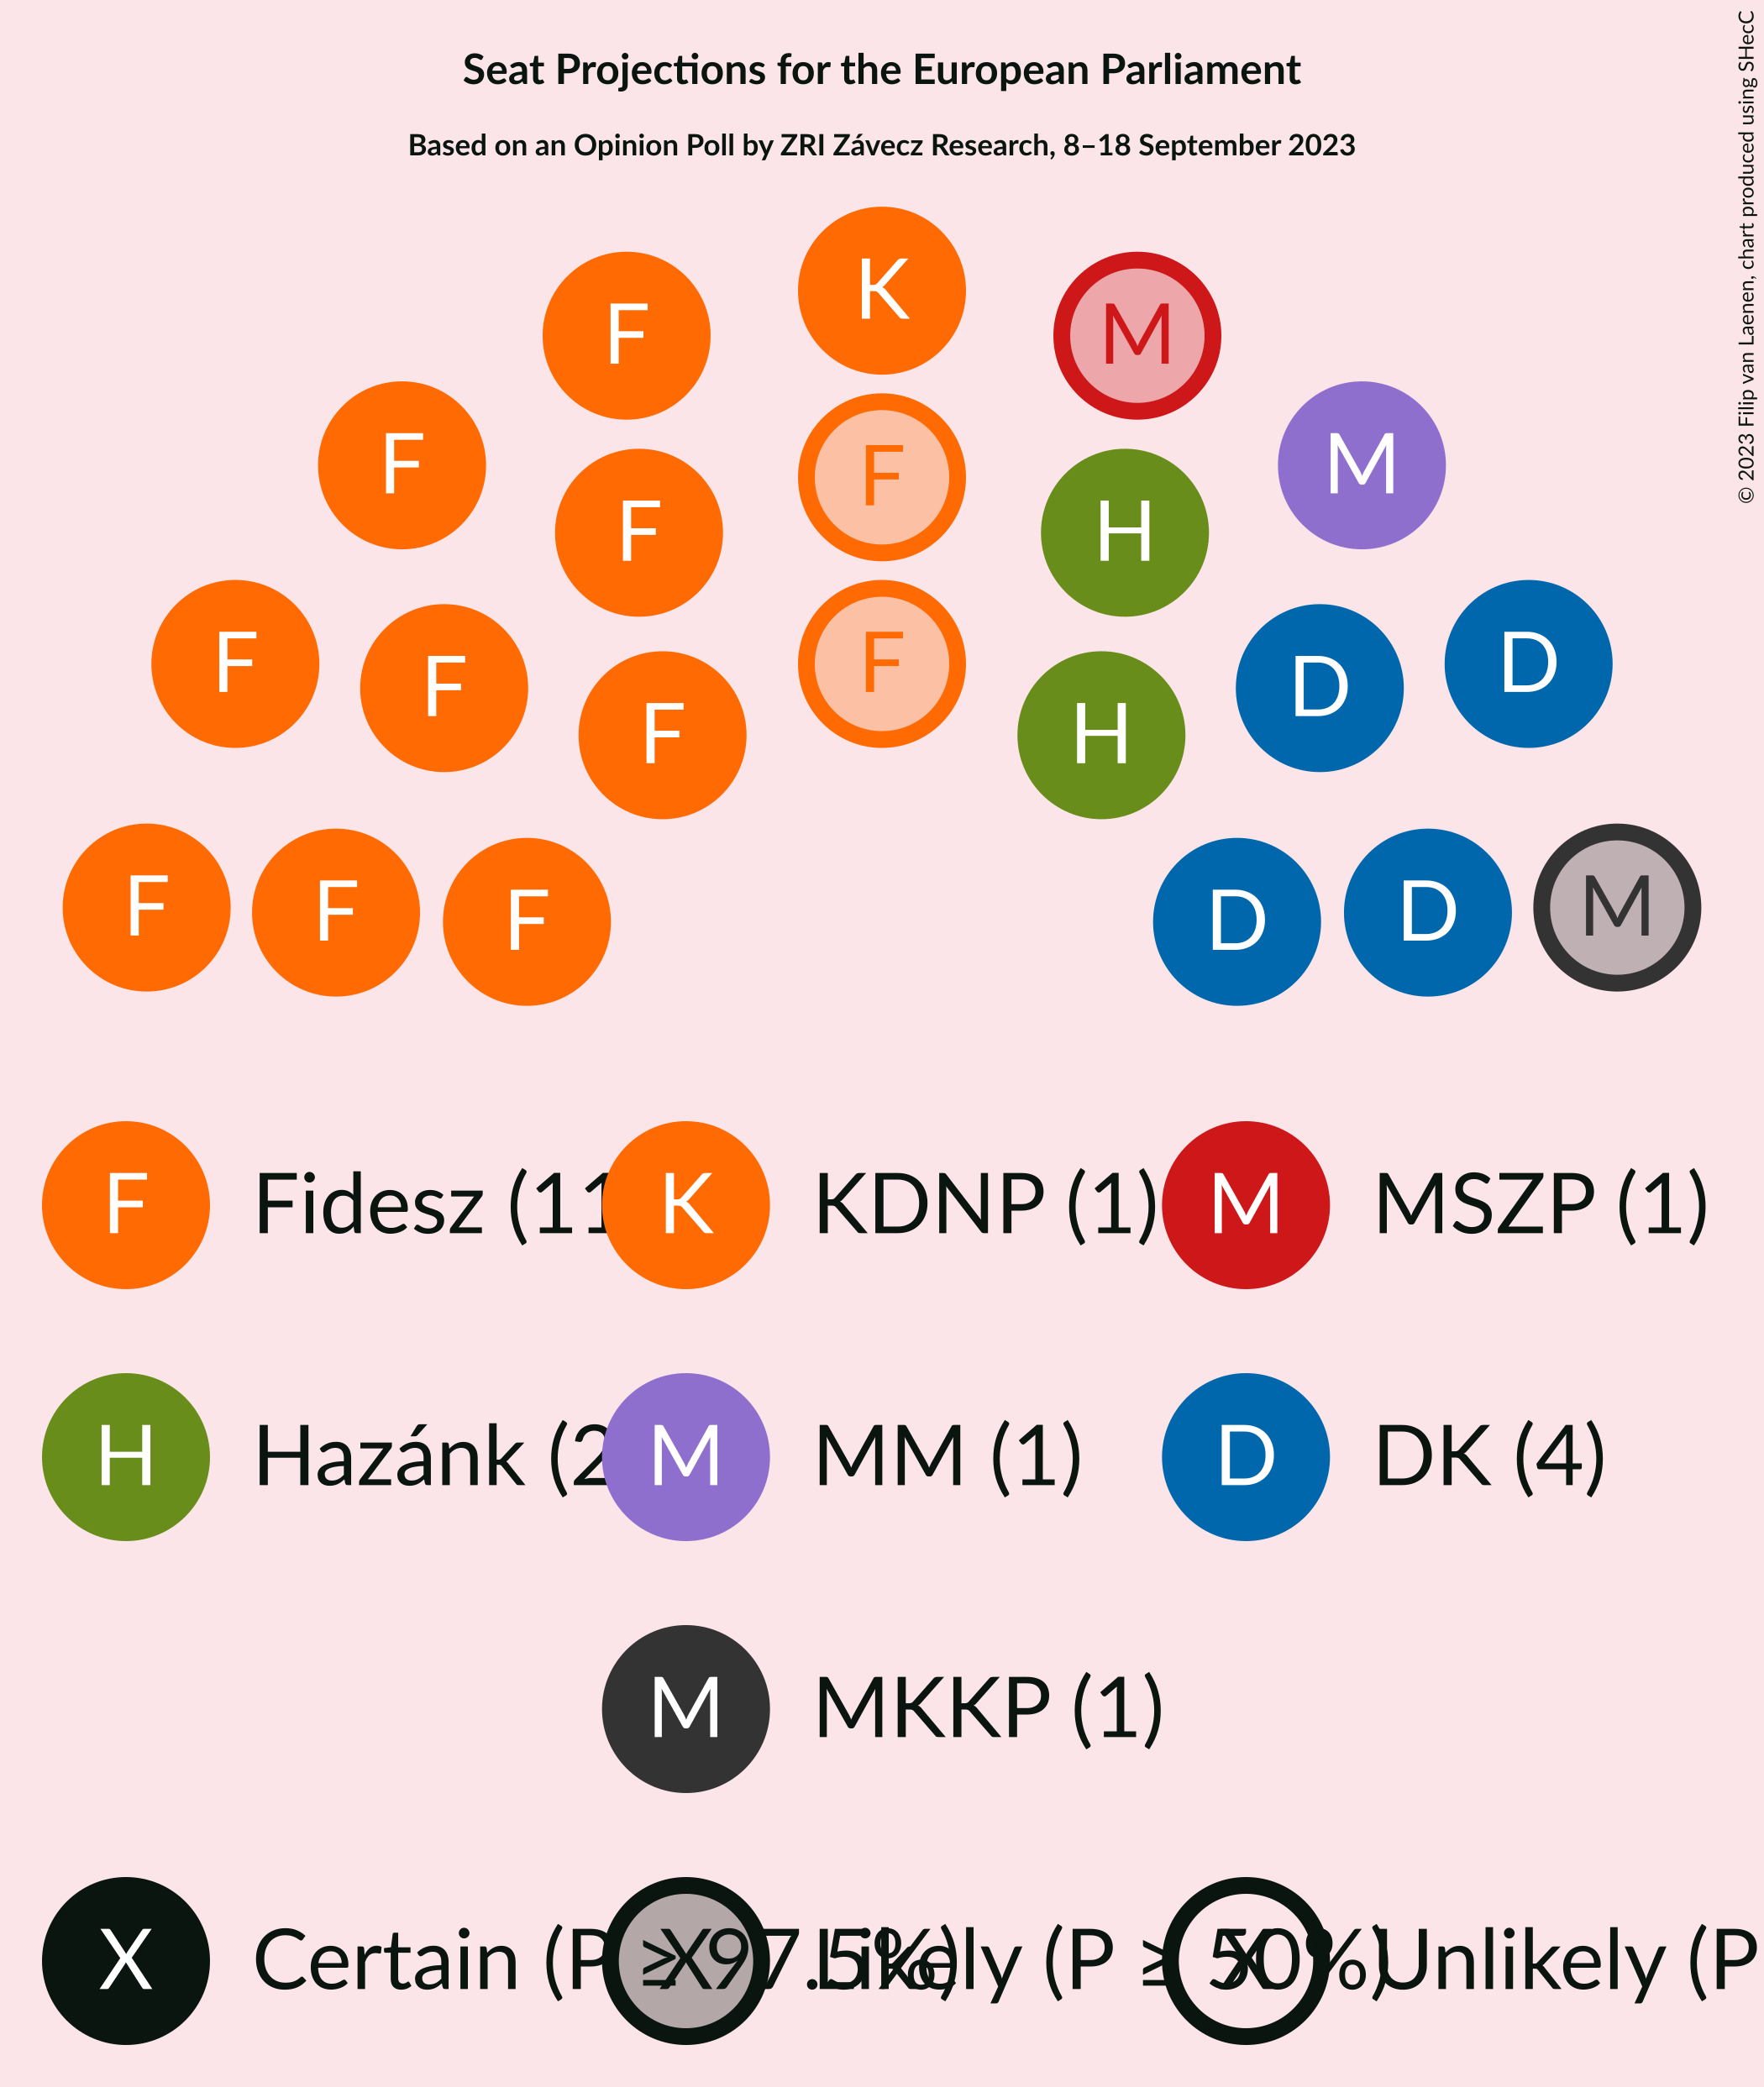 Seat Projections for the European Parliament
Based on an Opinion Poll by ZRI Závecz Research, 8–18 September 2023
© 2023 Filip van Laenen, chart produced using SHecC
K
F M
F M
F
F H
F D
F D
F
F H
F M
F D
F D
F Fidesz (11 K KDNP (1) M MSZP (1)
H Hazánk (2 M MM (1) D DK (4)
M MKKP (1)
X Certain (P ≥ 97.5%) X Likely (P ≥ 50%) X Unlikely (P